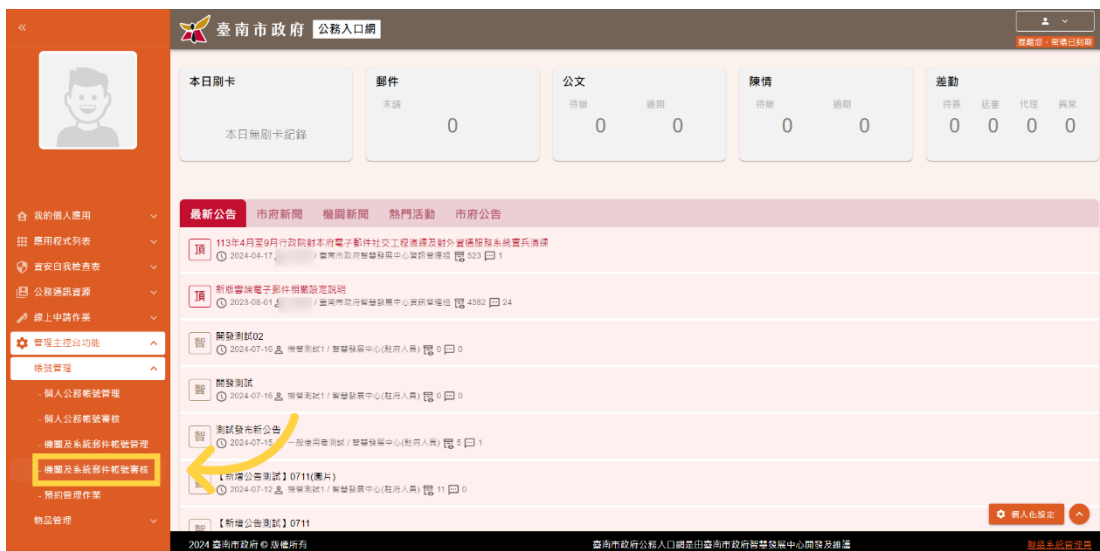 «
臺南市政府 公務入口網
提醒您，密碼已到期
本日刷卡
本日無刷卡紀錄
郵件
未讀
0
公文
待辦 逾期
0 0
陳情
待辦 逾期
0 0
差勤
待簽 送審 代理 異常
0 0 0 0
我的個人應用
應用程式列表
資安自我檢查表
公務通訊資源
線上申請作業
管理主控台功能
帳號管理
- 個人公務帳號管理
- 個人公務帳號審核
- 機關及系統郵件帳號管理
- 機關及系統郵件帳號審核
- 預約管理作業
物品管理
最新公告 市府新聞 機關新聞 熱門活動 市府公告
頂 113年4月至9月行政院對本府電子郵件社交工程演練及對外資通服務系統實兵演練
2024-04-17 / 臺南市政府智慧發展中心資訊管理組 523 1
頂 新版雲端電子郵件相關設定說明
2023-08-01 / 臺南市政府智慧發展中心資訊管理組 4382 24
智 開發測試02
2024-07-16 機管測試1 / 智慧發展中心(駐府人員) 0 0
智 開發測試
2024-07-16 機管測試1 / 智慧發展中心(駐府人員) 0 0
智 測試發布新公告
2024-07-15 一般使用者測試 / 智慧發展中心(駐府人員) 5 1
【新增公告測試】0711(圖片)
2024-07-12 機管測試1 / 智慧發展中心(駐府人員) 11 0
智 【新增公告測試】0711
個人化設定
2024 臺南市政府 © 版權所有
臺南市政府公務入口網是由臺南市政府智慧發展中心開發及維護
聯絡系統管理員